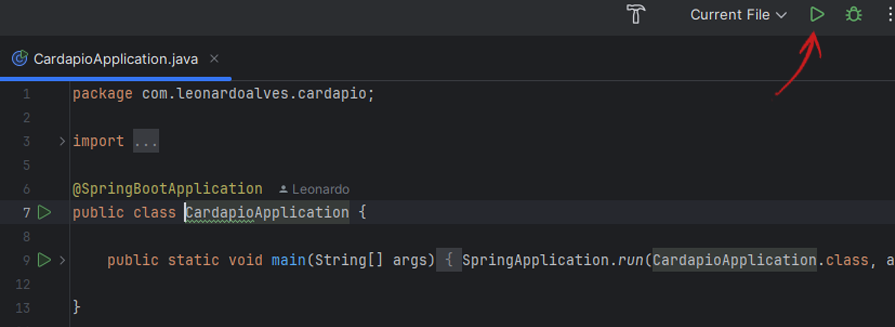 Current File
CardapioApplication.java ×
1 package com.leonardoalves.cardapio;
2
3 import ...
5
6 @SpringBootApplication Leonardo
7 public class CardapioApplication {
8
9 public static void main(String[] args) { SpringApplication.run(CardapioApplication.class, a
12
13 }